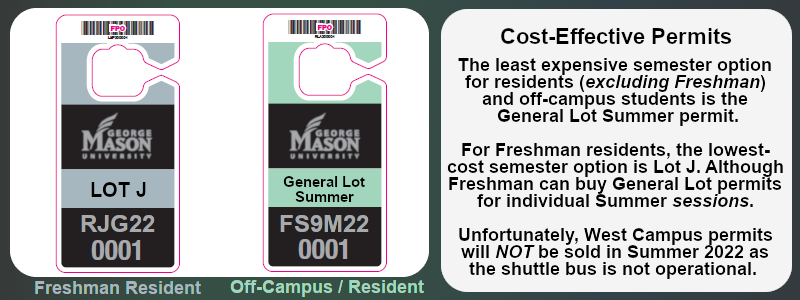 FPO
FPO
GEORGE
MASON
UNIVERSITY
LOT J
RJG22
0001
Freshman Resident
GEORGE
MASON
UNIVERSITY
General Lot
Summer
FS9M22
0001
Off-Campus / Resident
Cost-Effective Permits
The least expensive semester option
for residents (excluding Freshman)
and off-campus students is the
General Lot Summer permit.
For Freshman residents, the lowest-
cost semester option is Lot J. Although
Freshman can buy General Lot permits
for individual Summer sessions.
Unfortunately, West Campus permits
will NOT be sold in Summer 2022 as
the shuttle bus is not operational.